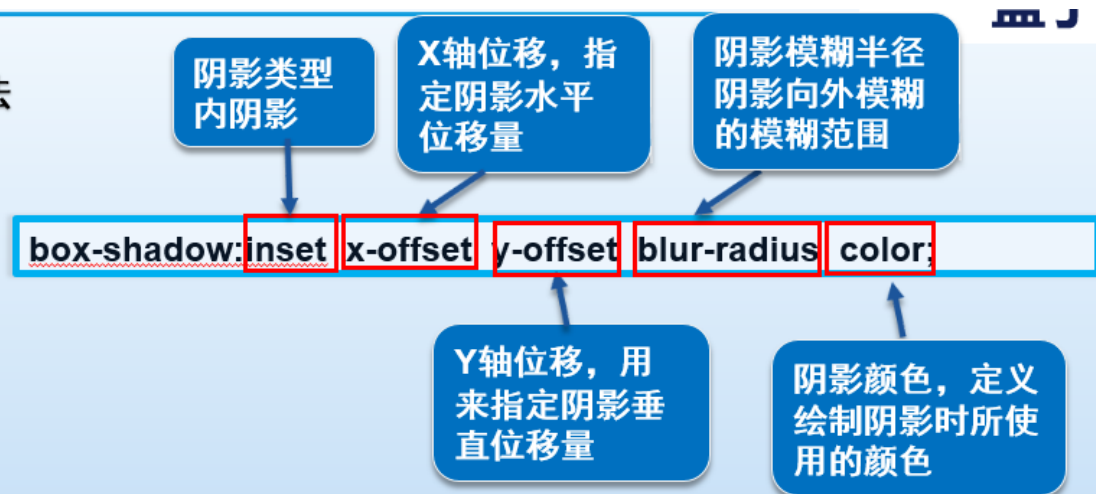 阴影类型
内阴影
X轴位移，指
定阴影水平
位移量
阴影模糊半径
阴影向外模糊
的模糊范围
box-shadow:inset x-offset y-offset blur-radius color;
Y轴位移，用
来指定阴影垂
直位移量
阴影颜色，定义
绘制阴影时所使
用的颜色